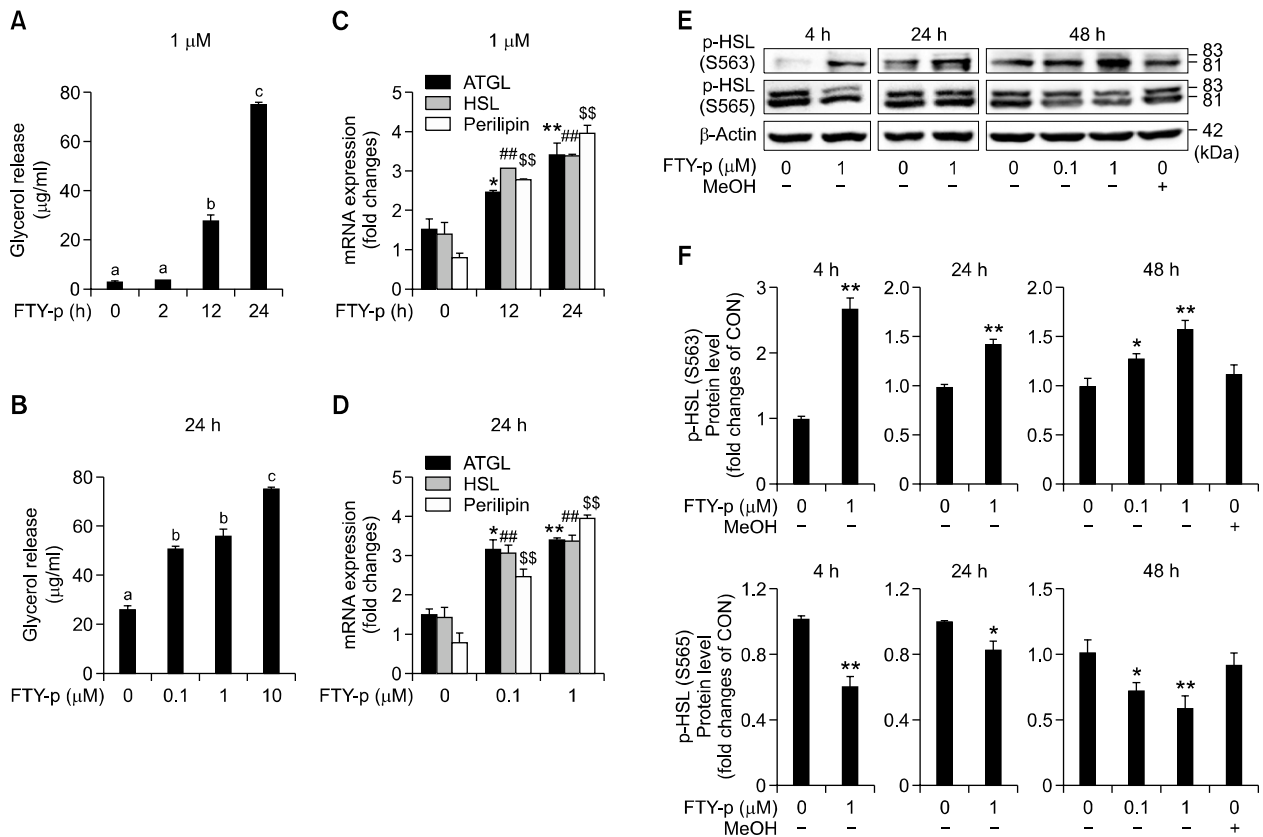 A
1 μM
Glycerol release
(μg/ml)
80
60
40
20
0
a
a
b
c
FTY-p (h)
0
2
12
24
B
24 h
Glycerol release
(μg/ml)
80
60
40
20
0
a
b
b
c
FTY-p (μM)
0
0.1
1
10
C
1 μM
ATGL
HSL
Perilipin
mRNA expression
(fold changes)
5
4
3
2
1
0
*
##
$$
**
##
$$
FTY-p (h)
0
12
24
D
24 h
ATGL
HSL
Perilipin
mRNA expression
(fold changes)
5
4
3
2
1
0
*
##
$$
**
##
$$
FTY-p (μM)
0
0.1
1
E
4 h
24 h
48 h
p-HSL
(S563)
83
81
p-HSL
(S565)
83
81
β-Actin
42
(kDa)
FTY-p (μM) 0 1 0 1 0 0.1 1 0
MeOH – – – – – – – +
F
4 h
24 h
48 h
p-HSL (S563)
Protein level
(fold changes of CON)
3
2
1
0
**
2.0
1.5
1.0
0.5
0
**
2.0
1.5
1.0
0.5
0
*
**
FTY-p (μM) 0 1 0 1 0 0.1 1 0
MeOH – – – – – – – +
4 h
24 h
48 h
p-HSL (S565)
Protein level
(fold changes of CON)
1.2
0.8
0.4
0
**
1.2
0.9
0.6
0.3
0
*
1.5
1.0
0.5
0
*
**
FTY-p (μM) 0 1 0 1 0 0.1 1 0
MeOH – – – – – – – +